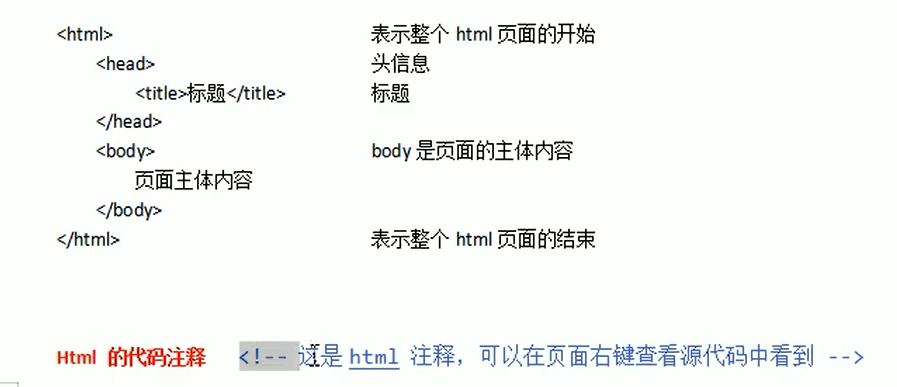 <html> 表示整个 html 页面的开始
<head> 头信息
<title>标题</title> 标题
</head>
<body> body 是页面的主体内容
页面主体内容
</body>
</html> 表示整个 html 页面的结束
Html 的代码注释 <!-- 这是 html 注释，可以在页面右键查看源代码中看到 -->